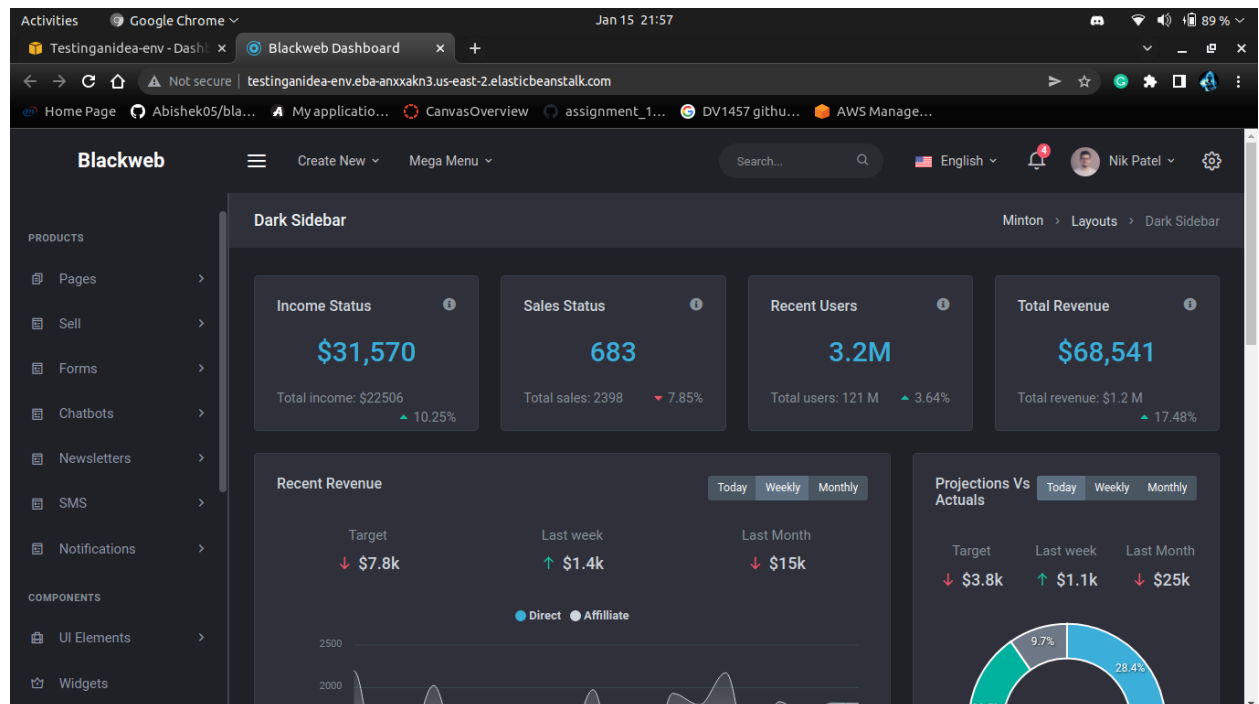 Activities Google Chrome Jan 15 21:57 89 %
Testinganidea-env - Dash Blackweb Dashboard
Not secure testinganidea-env.eba-anxxakn3.us-east-2.elasticbeanstalk.com
Home Page Abishek05/bla... My applicatio... CanvasOverview assignment_1... DV1457 githu... AWS Manage...
Blackweb Create New Mega Menu Search... English 4 Nik Patel
Dark Sidebar Minton > Layouts > Dark Sidebar
PRODUCTS
Pages
Sell
Forms
Chatbots
Newsletters
SMS
Notifications
COMPONENTS
UI Elements
Widgets
Income Status
$31,570
Total income: $22506
10.25%
Sales Status
683
Total sales: 2398 7.85%
Recent Users
3.2M
Total users: 121 M 3.64%
Total Revenue
$68,541
Total revenue: $1.2 M
17.48%
Recent Revenue Today Weekly Monthly
Target Last week Last Month
↓ $7.8k ↑ $1.4k ↓ $15k
Direct Affilliate
2500
2000
Projections Vs Actuals Today Weekly Monthly
Target Last week Last Month
↓ $3.8k ↑ $1.1k ↓ $25k
9.7%
28.4%